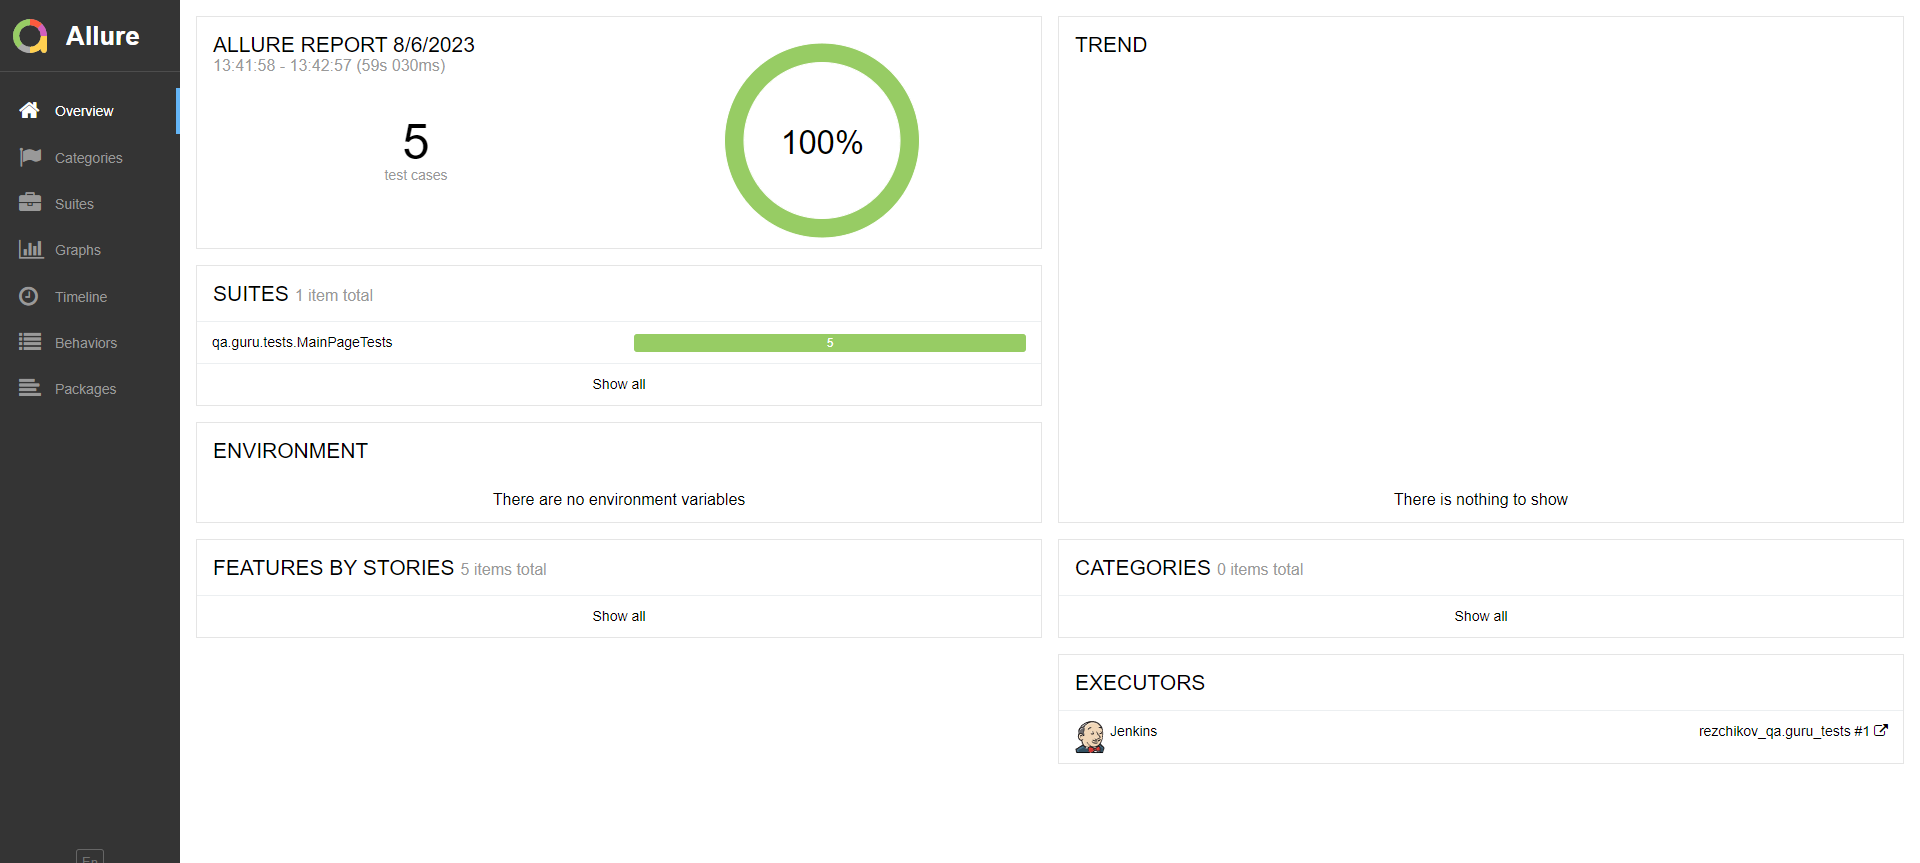 Allure
Overview
Categories
Suites
Graphs
Timeline
Behaviors
Packages
En
ALLURE REPORT 8/6/2023
13:41:58 - 13:42:57 (59s 030ms)
5
test cases
100%
SUITES 1 item total
qa.guru.tests.MainPageTests 5
Show all
ENVIRONMENT
There are no environment variables
FEATURES BY STORIES 5 items total
Show all
TREND
There is nothing to show
CATEGORIES 0 items total
Show all
EXECUTORS
Jenkins rezchikov_qa.guru_tests #1